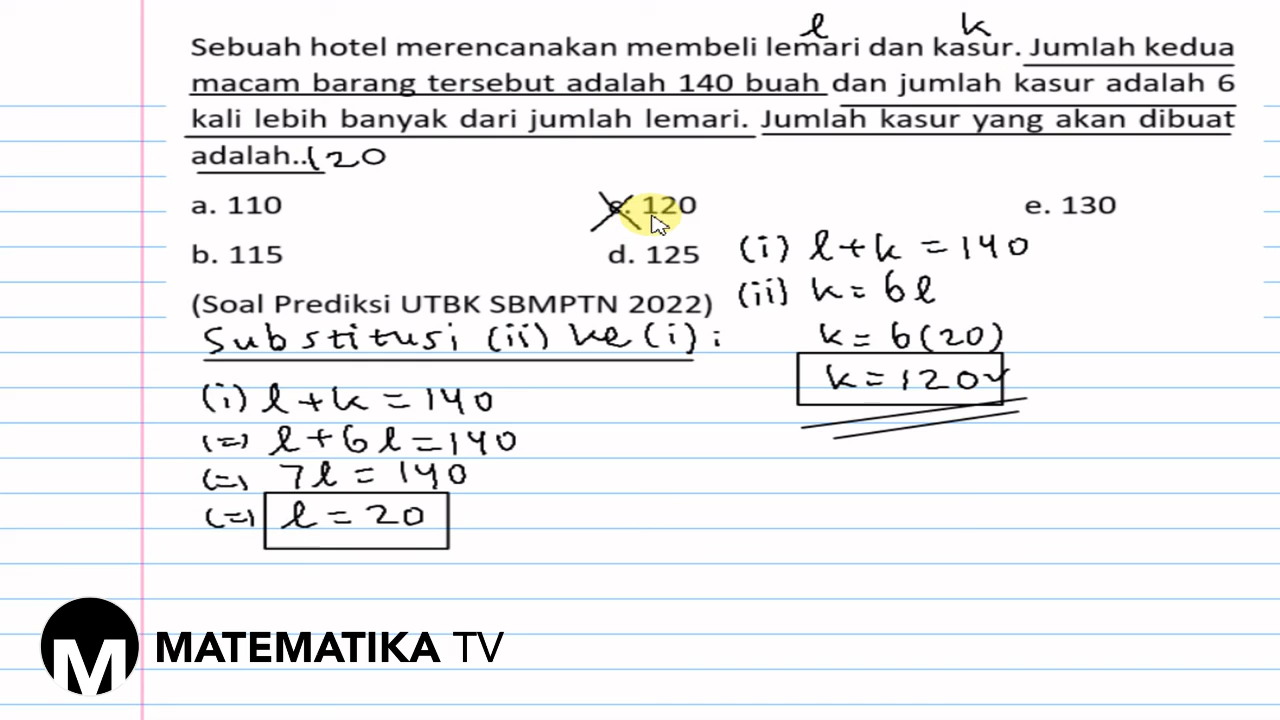 l k
Sebuah hotel merencanakan membeli lemari dan kasur. Jumlah kedua
macam barang tersebut adalah 140 buah dan jumlah kasur adalah 6
kali lebih banyak dari jumlah lemari. Jumlah kasur yang akan dibuat
adalah.. 120
a. 110 c. 120 e. 130
b. 115 d. 125
(i) l + k = 140
(Soal Prediksi UTBK SBMPTN 2022)
(ii) k = 6l
k = 6(20)
k = 120
Substitusi (ii) ke (i) :
(i) l + k = 140
(=) l + 6l = 140
(=) 7l = 140
(=) l = 20
M MATEMATIKA TV